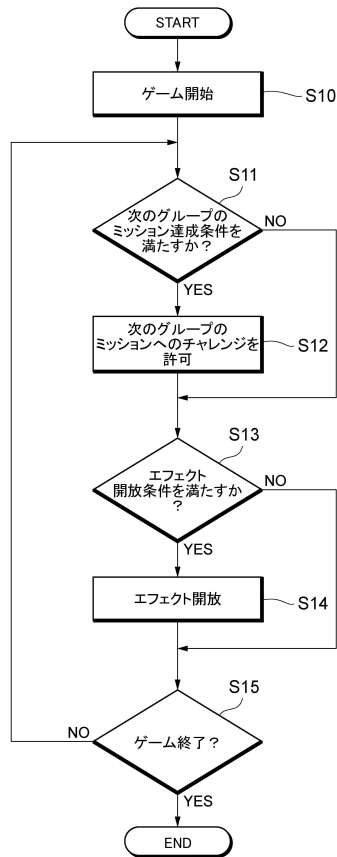 START
ゲーム開始
S10
S11
次のグループの
ミッション達成条件を
満たすか？
NO
YES
次のグループの
ミッションへのチャレンジを
許可
S12
S13
エフェクト
開放条件を満たすか
？
NO
YES
エフェクト開放
S14
S15
ゲーム終了？
NO
YES
END